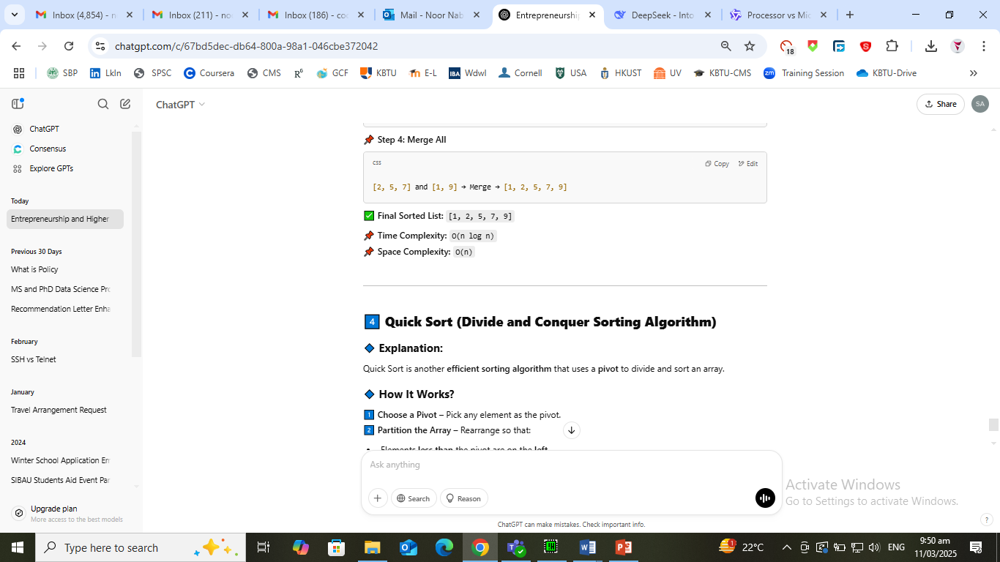 Inbox (4,854) - n
Inbox (211) - no
Inbox (186) - co
Mail - Noor Nab
Entrepreneurship
DeepSeek - Into
Processor vs Mic
chatgpt.com/c/67bd5dec-db64-800a-98a1-046cbe372042
18
SBP
LkIn
SPSC
Coursera
CMS
GCF
KBTU
E-L
IBA Wdwl
Cornell
USA
HKUST
UV
KBTU-CMS
zm Training Session
KBTU-Drive
ChatGPT
Share
SA
ChatGPT
Consensus
Explore GPTs
Today
Entrepreneurship and Higher
Previous 30 Days
What is Policy
MS and PhD Data Science Pro
Recommendation Letter Enha
February
SSH vs Telnet
January
Travel Arrangement Request
2024
Winter School Application En
SIBAU Students Aid Event Par
Upgrade plan
More access to the best models
📌 Step 4: Merge All
css
Copy
Edit
[2, 5, 7] and [1, 9] → Merge → [1, 2, 5, 7, 9]
✅ Final Sorted List: [1, 2, 5, 7, 9]
📌 Time Complexity: O(n log n)
📌 Space Complexity: O(n)
4 Quick Sort (Divide and Conquer Sorting Algorithm)
🔷 Explanation:
Quick Sort is another efficient sorting algorithm that uses a pivot to divide and sort an array.
🔷 How It Works?
1 Choose a Pivot – Pick any element as the pivot.
2 Partition the Array – Rearrange so that:
• Elements less than the pivot are on the left
Ask anything
Search
Reason
ChatGPT can make mistakes. Check important info.
?
Activate Windows
Go to Settings to activate Windows.
Type here to search
1
22°C
ENG
9:50 am
11/03/2025